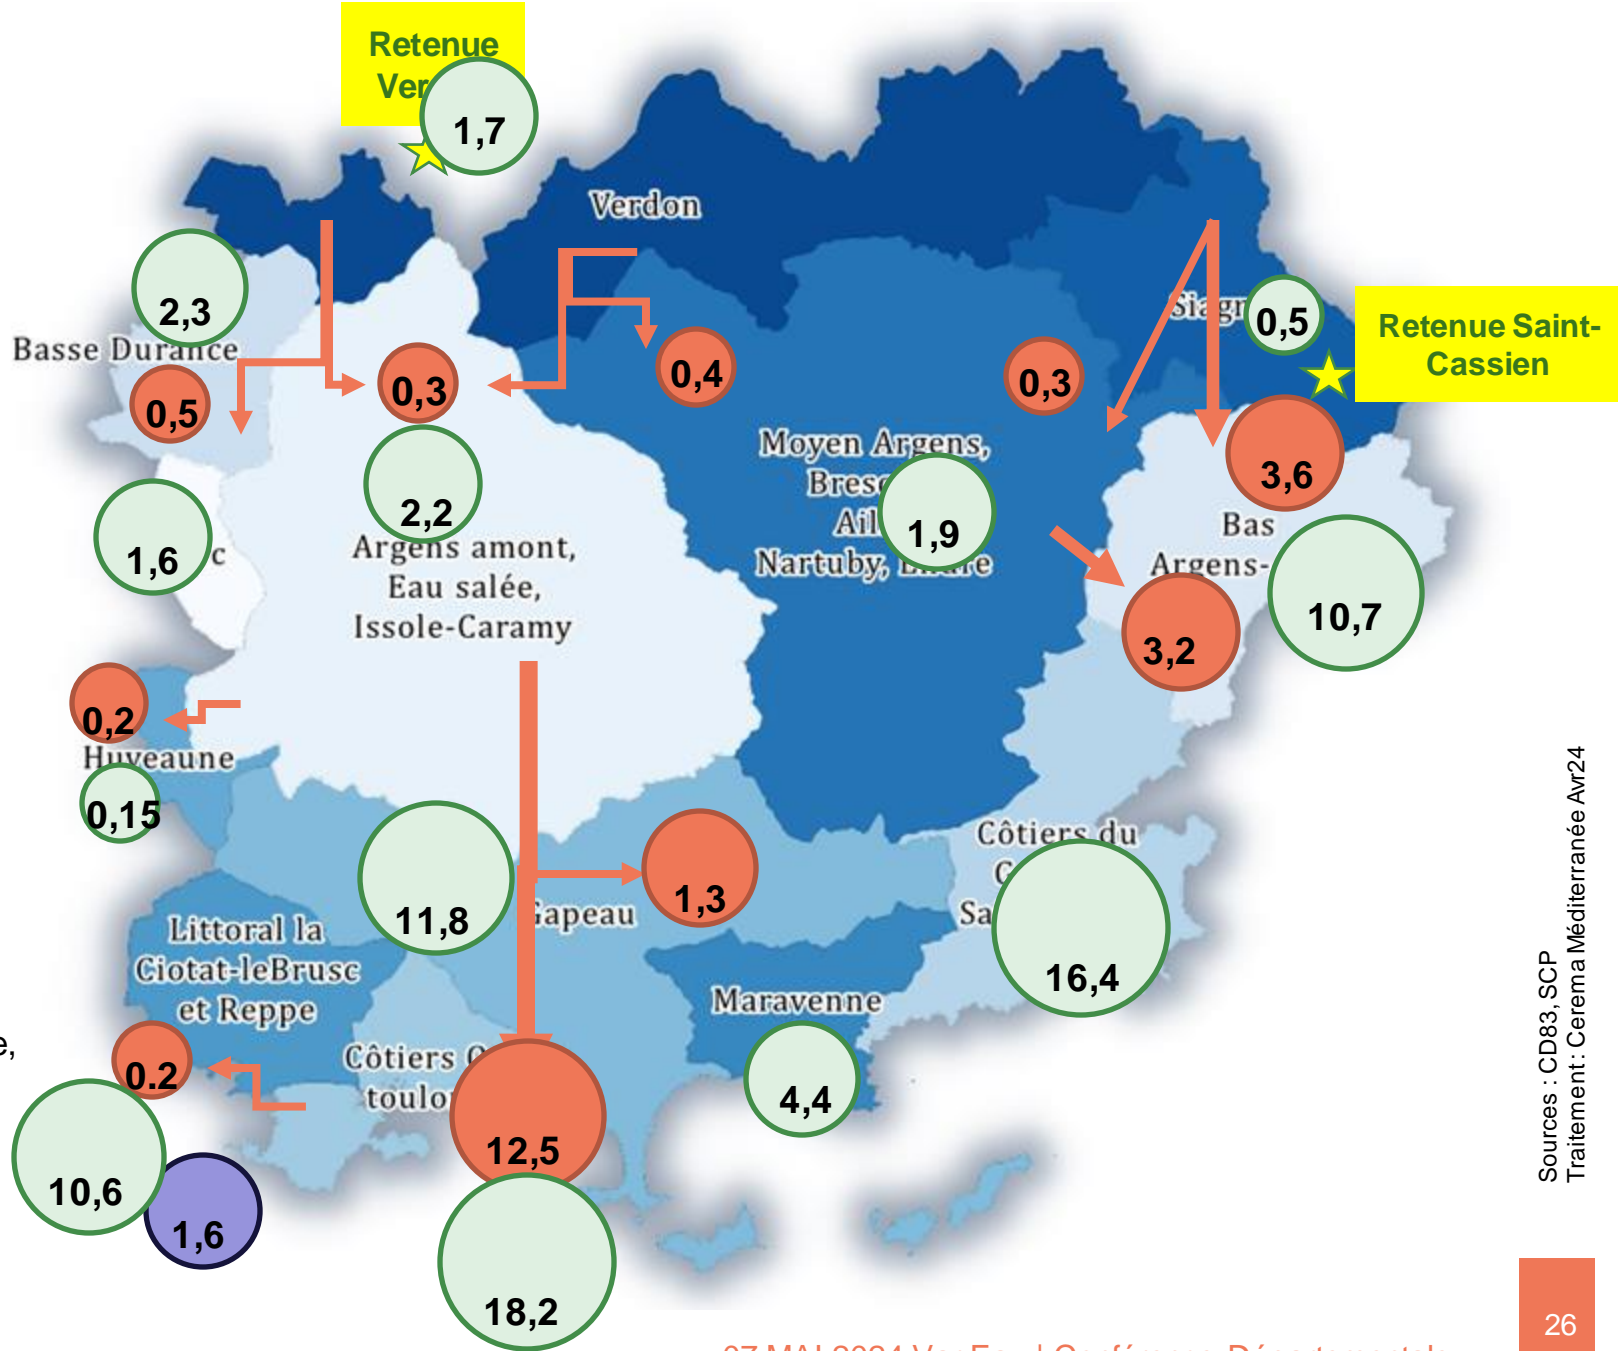 Retenue
1,7
Verdon
2,3
Basse Durance
0,5
0,3
0,4
0,3
0,5
Retenue Saint-
Cassien
3,6
Moyen Argens,
1,9
Nartuby,
2,2
Argens amont,
Eau salée,
Issole-Caramy
1,6
c
Bas
Argens-
10,7
3,2
0,2
Huveaune
0,15
11,8
Gapeau
1,3
Côtiers du
Sa
16,4
Littoral la
Ciotat-leBrusc
et Reppe
Maravenne
4,4
e,
0.2
Côtiers
12,5
10,6
1,6
18,2
Sources : CD83, SCP
Traitement : Cerema Méditerranée Avr24
26